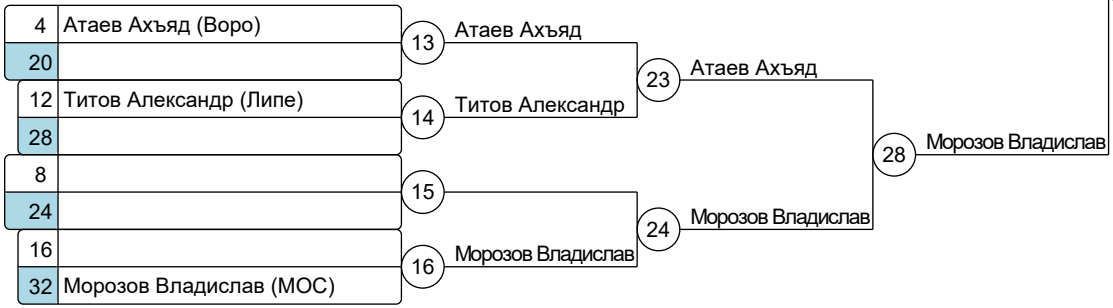 4 Атаев Ахъяд (Воро)
20
12 Титов Александр (Липе)
28
8
24
16
32 Морозов Владислав (МОС)
13 Атаев Ахъяд
14 Титов Александр
15
16 Морозов Владислав
23 Атаев Ахъяд
24 Морозов Владислав
28 Морозов Владислав